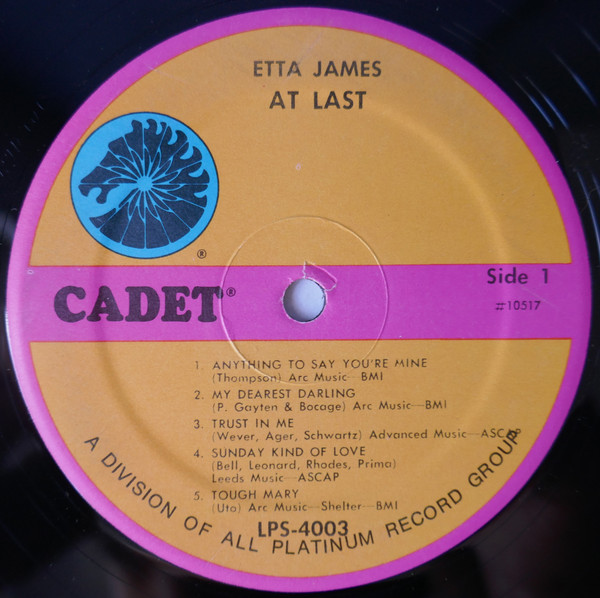 ETTA JAMES
AT LAST
®
CADET®
Side 1
#10517
1. ANYTHING TO SAY YOU'RE MINE
(Thompson) Arc Music—BMI
2. MY DEAREST DARLING
(P. Gayten & Bocage) Arc Music—BMI
3. TRUST IN ME
(Wever, Ager, Schwartz) Advanced Music—ASCAP
4. SUNDAY KIND OF LOVE
(Bell, Leonard, Rhodes, Prima)
Leeds Music—ASCAP
5. TOUGH MARY
(Uto) Arc Music—Shelter—BMI
LPS-4003
A DIVISION OF ALL PLATINUM RECORD GROUP